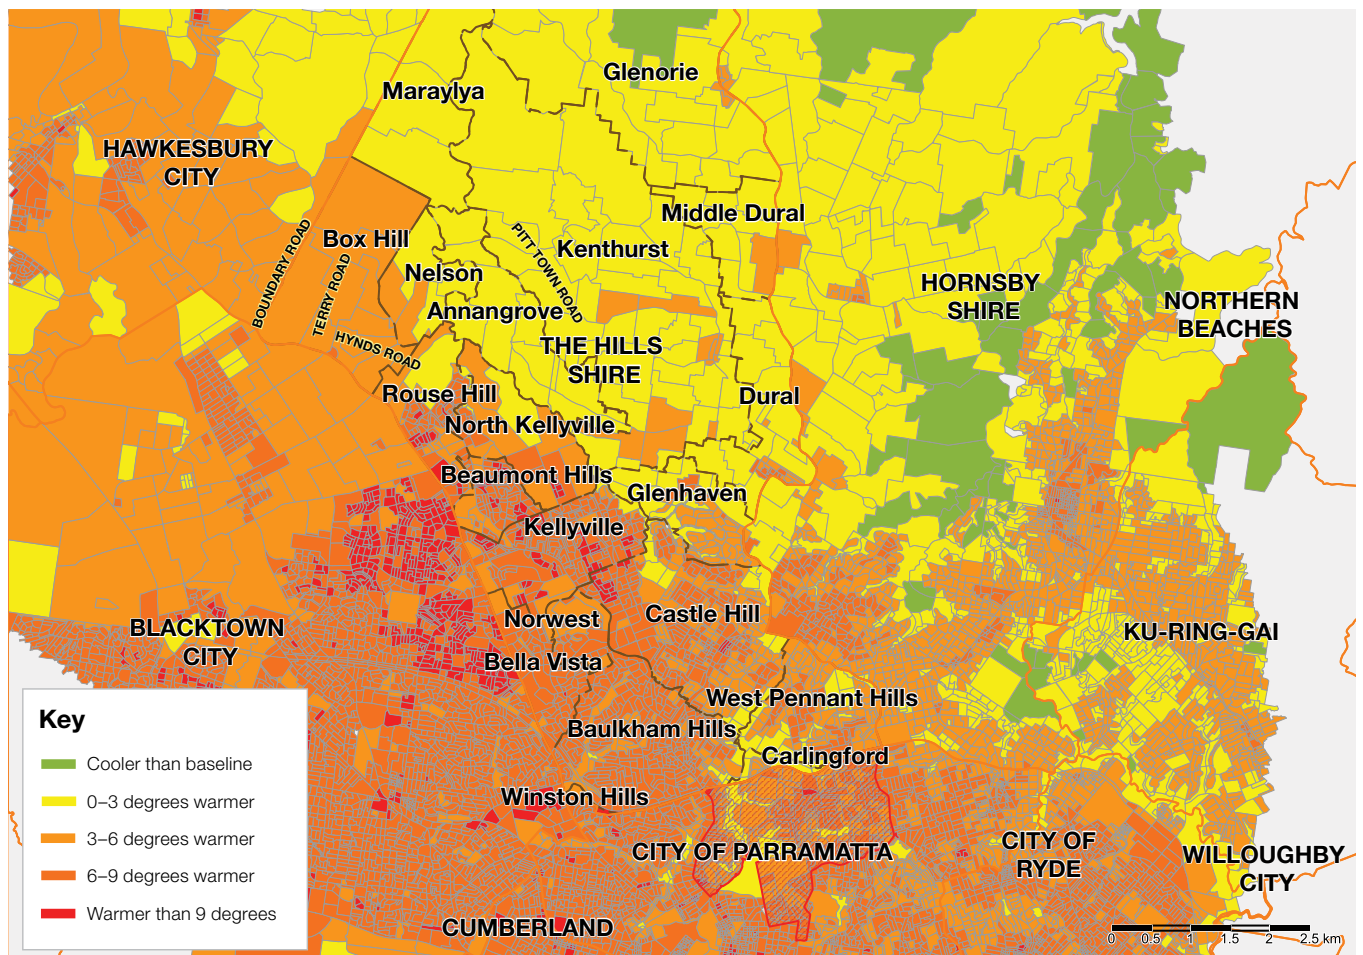 Glenorie
Maraylya
HAWKESBURY
CITY
Middle Dural
BOUNDARY ROAD
Box Hill
TERRY ROAD
PITT TOWN ROAD
Kenthurst
Nelson
HORNSBY
SHIRE
NORTHERN
BEACHES
Annangrove
HYNDS ROAD
THE HILLS
SHIRE
Rouse Hill
Dural
North Kellyville
Beaumont Hills
Glenhaven
Kellyville
Norwest
Castle Hill
BLACKTOWN
CITY
KU-RING-GAI
Bella Vista
West Pennant Hills
Baulkham Hills
Carlingford
Winston Hills
CITY OF PARRAMATTA
CITY OF
RYDE
WILLOUGHBY
CITY
CUMBERLAND
Key
Cooler than baseline
0–3 degrees warmer
3–6 degrees warmer
6–9 degrees warmer
Warmer than 9 degrees
0 0.5 1 1.5 2 2.5 km